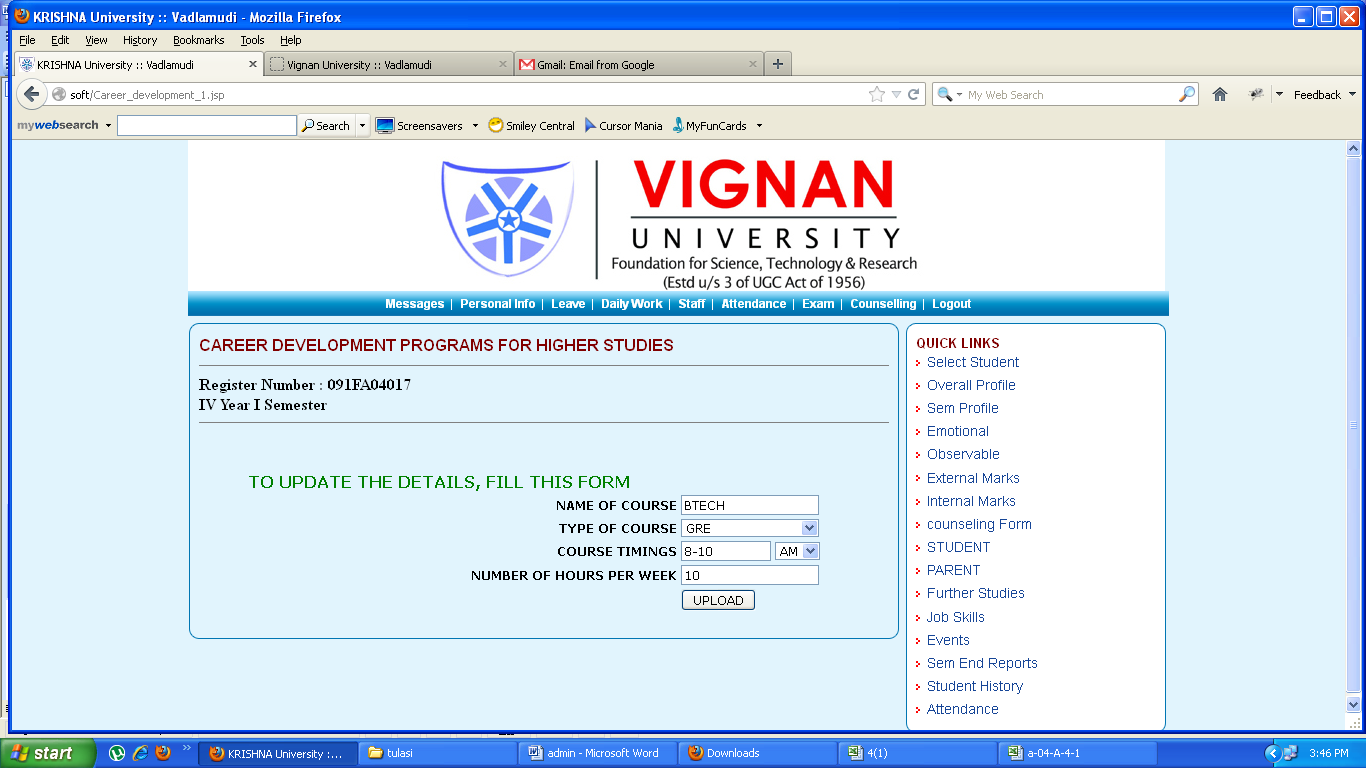 KRISHNA University :: Vadlamudi - Mozilla Firefox
File Edit View History Bookmarks Tools Help
KRISHNA University :: Vadlamudi
Vignan University :: Vadlamudi
Gmail: Email from Google
soft/Career_development_1.jsp
My Web Search
Feedback
mywebsearch
Search
Screensavers
Smiley Central
Cursor Mania
MyFunCards
VIGNAN
UNIVERSITY
Foundation for Science, Technology & Research
(Estd u/s 3 of UGC Act of 1956)
Messages | Personal Info | Leave | Daily Work | Staff | Attendance | Exam | Counselling | Logout
CAREER DEVELOPMENT PROGRAMS FOR HIGHER STUDIES
Register Number : 091FA04017
IV Year I Semester
TO UPDATE THE DETAILS, FILL THIS FORM
NAME OF COURSE BTECH
TYPE OF COURSE GRE
COURSE TIMINGS 8-10 AM
NUMBER OF HOURS PER WEEK 10
UPLOAD
QUICK LINKS
Select Student
Overall Profile
Sem Profile
Emotional
Observable
External Marks
Internal Marks
counseling Form
STUDENT
PARENT
Further Studies
Job Skills
Events
Sem End Reports
Student History
Attendance
start
KRISHNA University :...
tulasi
admin - Microsoft Word
Downloads
4(1)
a-04-A-4-1
3:46 PM